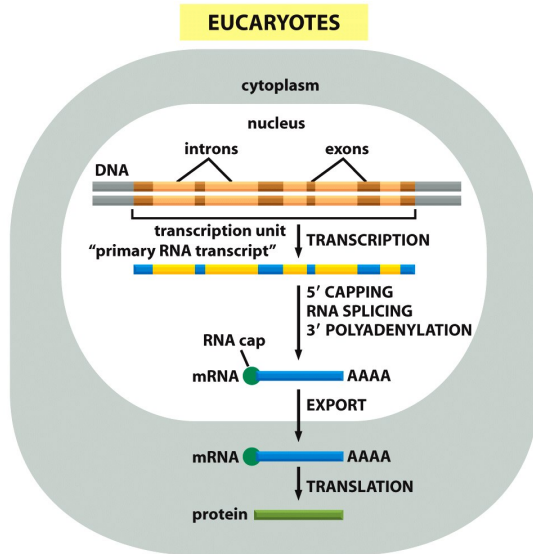 EUCARYOTES
cytoplasm
nucleus
introns
exons
DNA
transcription unit
“primary RNA transcript”
TRANSCRIPTION
5′ CAPPING
RNA SPLICING
3′ POLYADENYLATION
RNA cap
mRNA AAAA
EXPORT
mRNA AAAA
TRANSLATION
protein